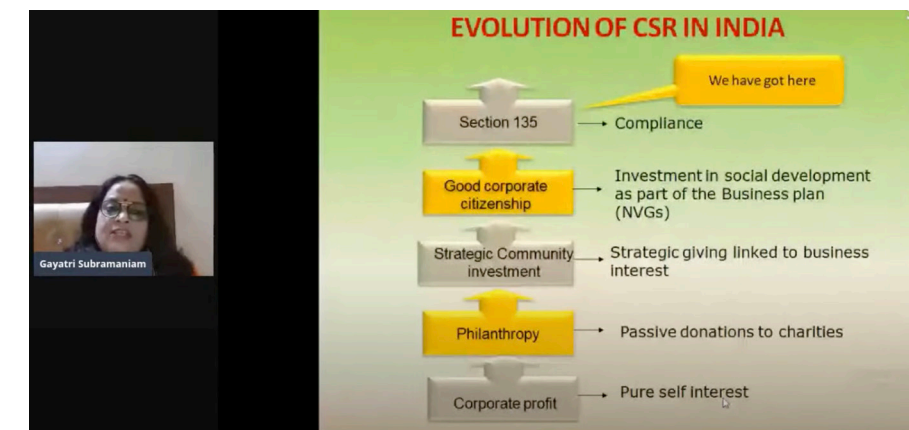 EVOLUTION OF CSR IN INDIA
We have got here
Section 135
Compliance
Good corporate
citizenship
Investment in social development
as part of the Business plan
(NVGs)
Strategic Community
investment
Strategic giving linked to business
interest
Philanthropy
Passive donations to charities
Corporate profit
Pure self interest
Gayatri Subramaniam